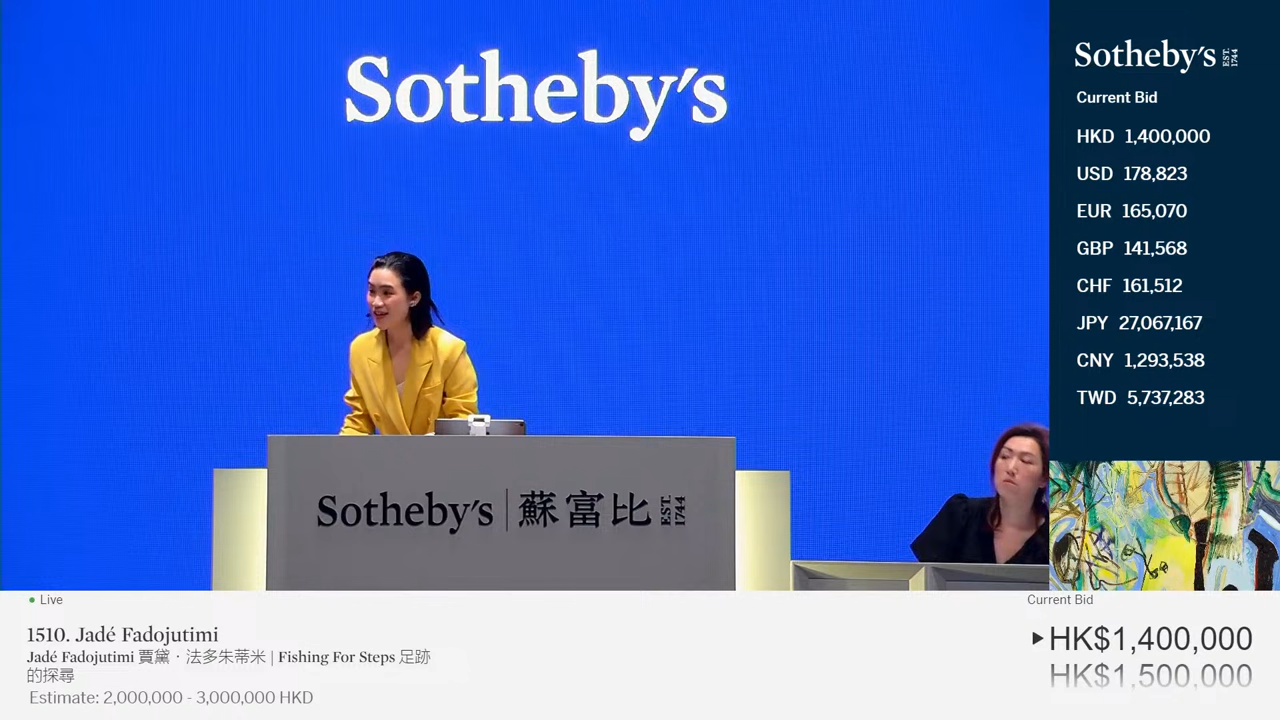 Sotheby's
Sotheby's EST. 1744
Current Bid
HKD 1,400,000
USD 178,823
EUR 165,070
GBP 141,568
CHF 161,512
JPY 27,067,167
CNY 1,293,538
TWD 5,737,283
Sotheby's | 蘇富比 EST. 1744
Live
1510. Jadé Fadojutimi
Jadé Fadojutimi 賈黛・法多朱蒂米 | Fishing For Steps 足跡
的探尋
Estimate: 2,000,000 - 3,000,000 HKD
Current Bid
HK$1,400,000
HK$1,500,000